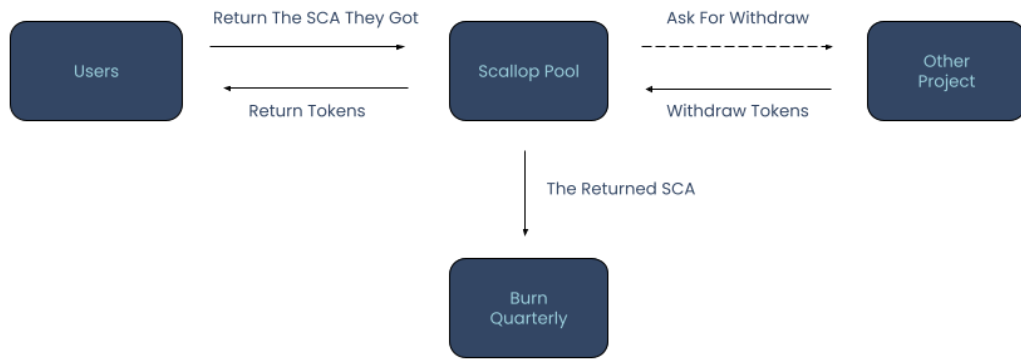 Return The SCA They Got
Ask For Withdraw
Users
Scallop Pool
Other
Project
Return Tokens
Withdraw Tokens
The Returned SCA
Burn
Quarterly